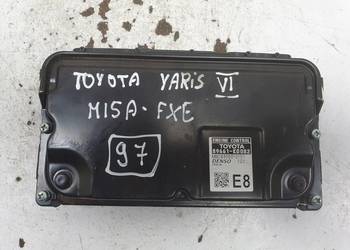 TOYOTA YARIS VI
M15A-FXE
97
ENGINE CONTROL
TOYOTA
DENSO
E8